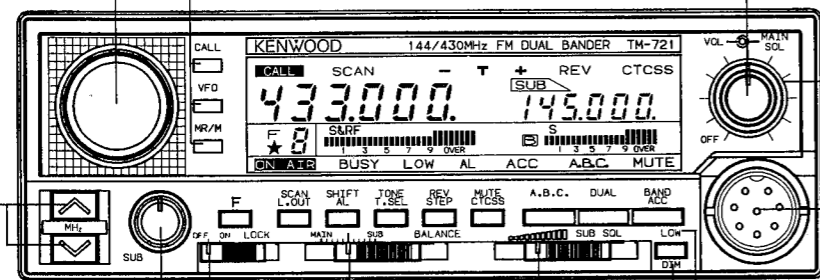 KENWOOD 144/430MHz FM DUAL BANDER TM-721
CALL SCAN - T + REV CTCSS
SUB
433.000. 145.000.
F ★ 8
S&RF
1 3 5 7 9 OVER
B S
1 3 5 7 9 OVER
ON AIR BUSY LOW AL ACC A.B.C. MUTE
CALL
VFO
MR/M
VOL MAIN SQL
OFF
MHz
SUB
F
SCAN L.OUT
SHIFT AL
TONE T.SEL
REV STEP
MUTE CTCSS
A.B.C.
DUAL
BAND ACC
OFF ON LOCK
MAIN SUB BALANCE
SUB SQL
LOW
DIM